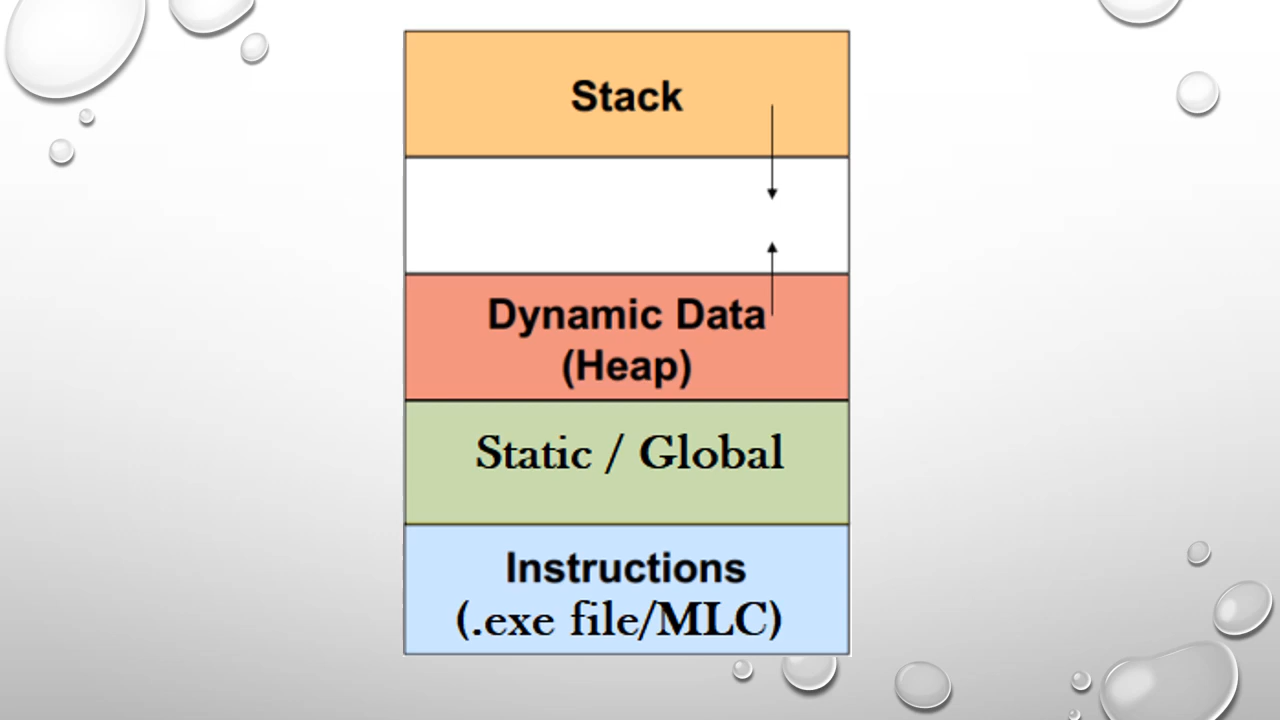 Stack
Dynamic Data
(Heap)
Static / Global
Instructions
(.exe file/MLC)